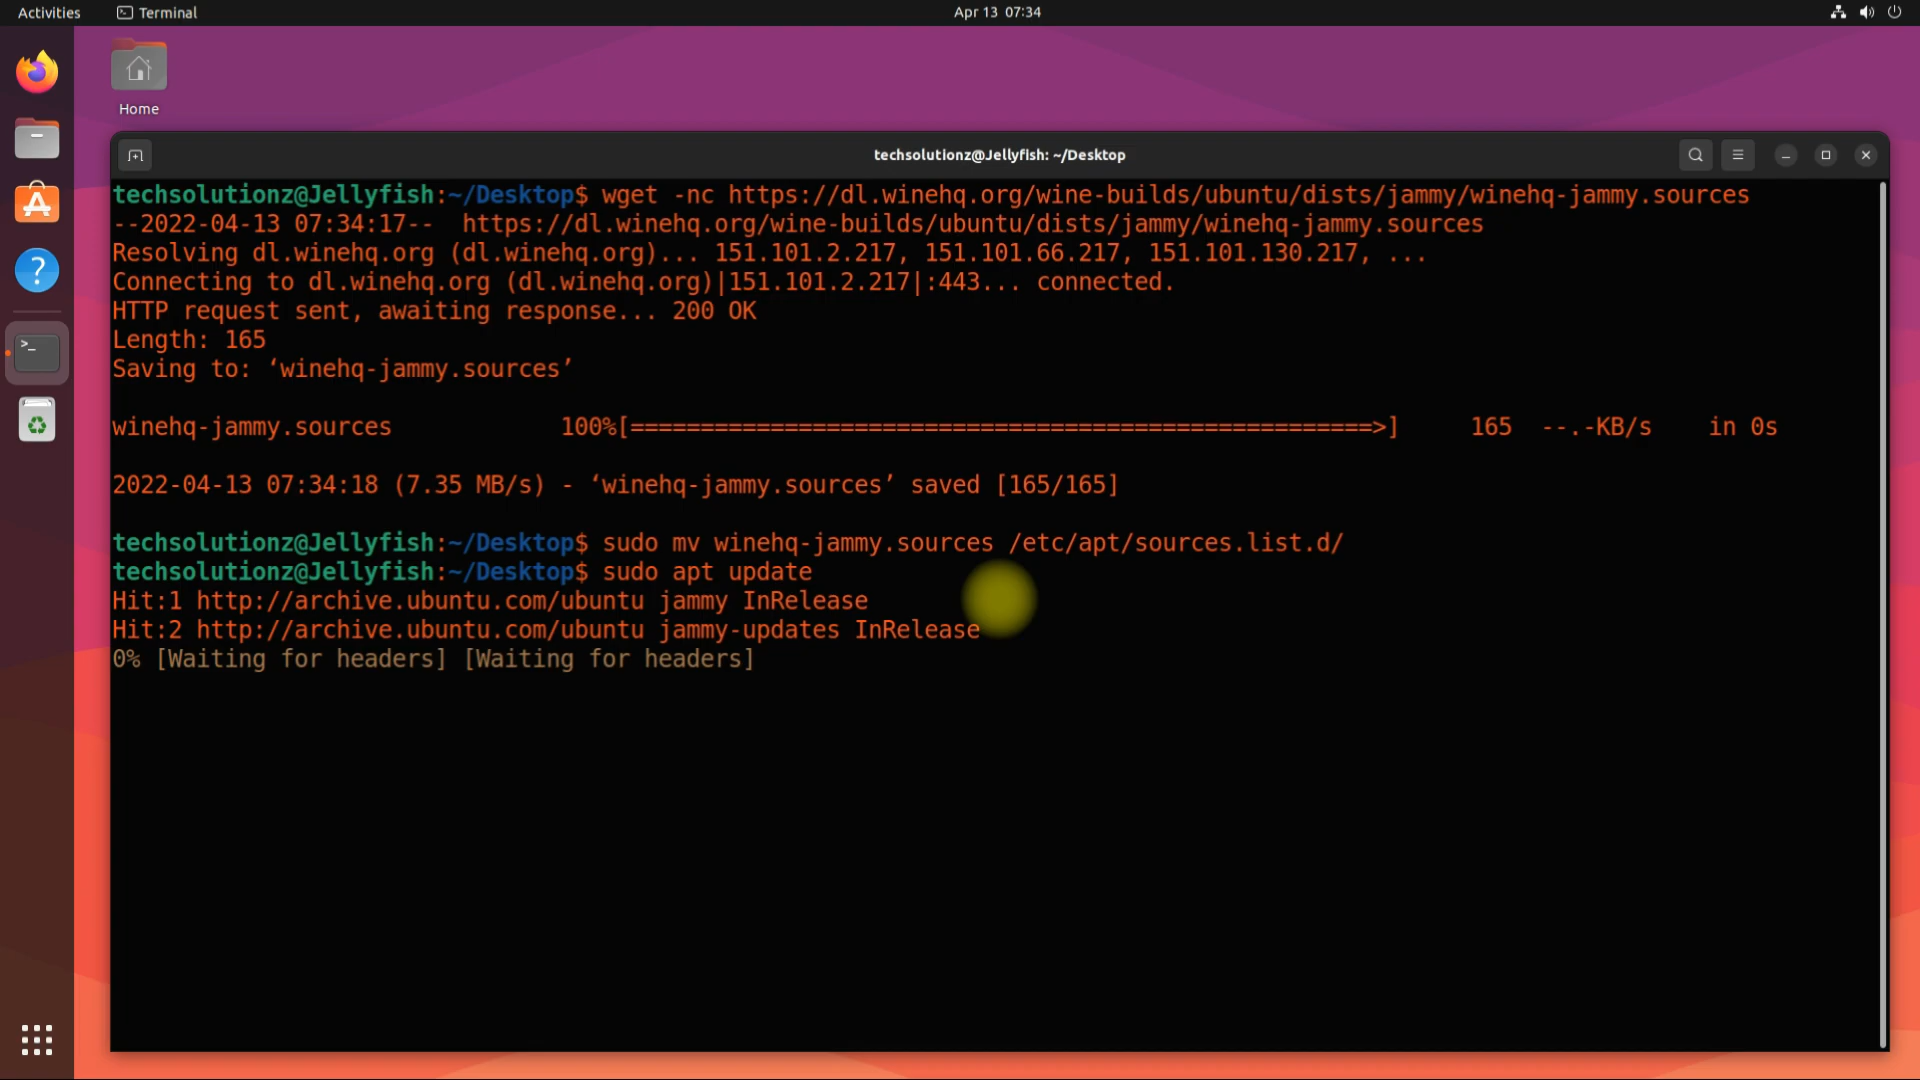 Activities
Terminal
Apr 13 07:34
Home
techsolutionz@Jellyfish: ~/Desktop
techsolutionz@Jellyfish:~/Desktop$ wget -nc https://dl.winehq.org/wine-builds/ubuntu/dists/jammy/winehq-jammy.sources
--2022-04-13 07:34:17--  https://dl.winehq.org/wine-builds/ubuntu/dists/jammy/winehq-jammy.sources
Resolving dl.winehq.org (dl.winehq.org)... 151.101.2.217, 151.101.66.217, 151.101.130.217, ...
Connecting to dl.winehq.org (dl.winehq.org)|151.101.2.217|:443... connected.
HTTP request sent, awaiting response... 200 OK
Length: 165
Saving to: ‘winehq-jammy.sources’
winehq-jammy.sources 100%[=====================================================>] 165 --.-KB/s in 0s
2022-04-13 07:34:18 (7.35 MB/s) - ‘winehq-jammy.sources’ saved [165/165]
techsolutionz@Jellyfish:~/Desktop$ sudo mv winehq-jammy.sources /etc/apt/sources.list.d/
techsolutionz@Jellyfish:~/Desktop$ sudo apt update
Hit:1 http://archive.ubuntu.com/ubuntu jammy InRelease
Hit:2 http://archive.ubuntu.com/ubuntu jammy-updates InRelease
0% [Waiting for headers] [Waiting for headers]